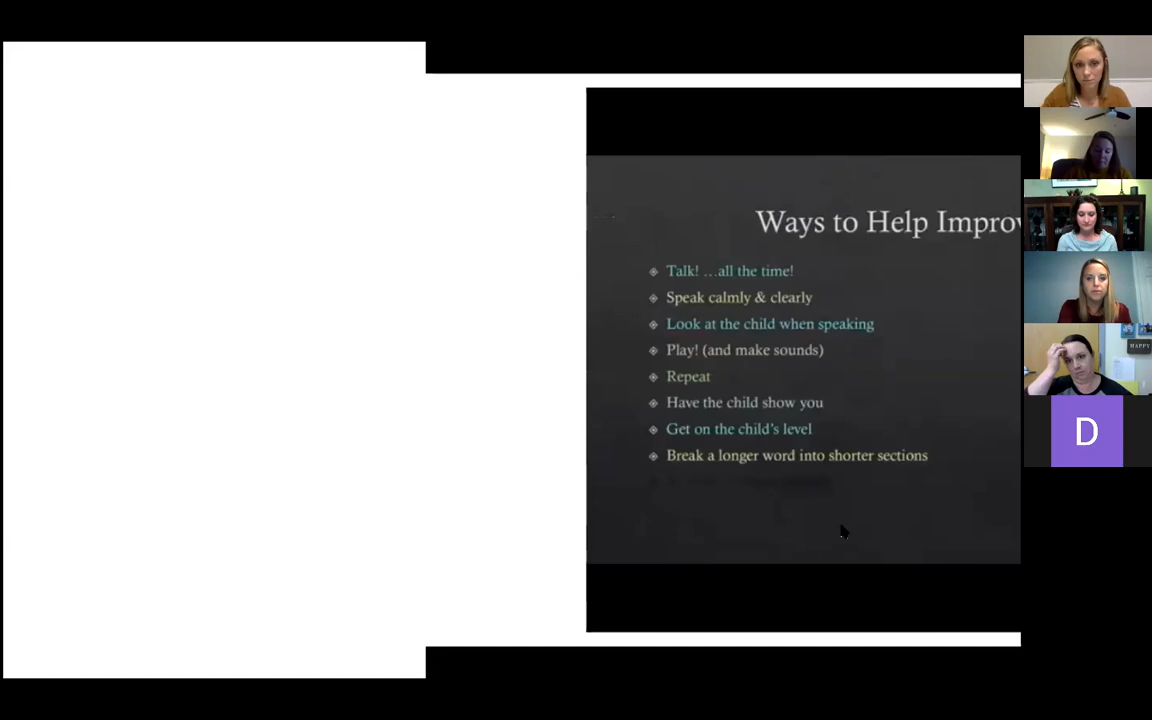 Ways to Help Improv
Talk! …all the time!
Speak calmly & clearly
Look at the child when speaking
Play! (and make sounds)
Repeat
Have the child show you
Get on the child's level
Break a longer word into shorter sections
HAPPY
D